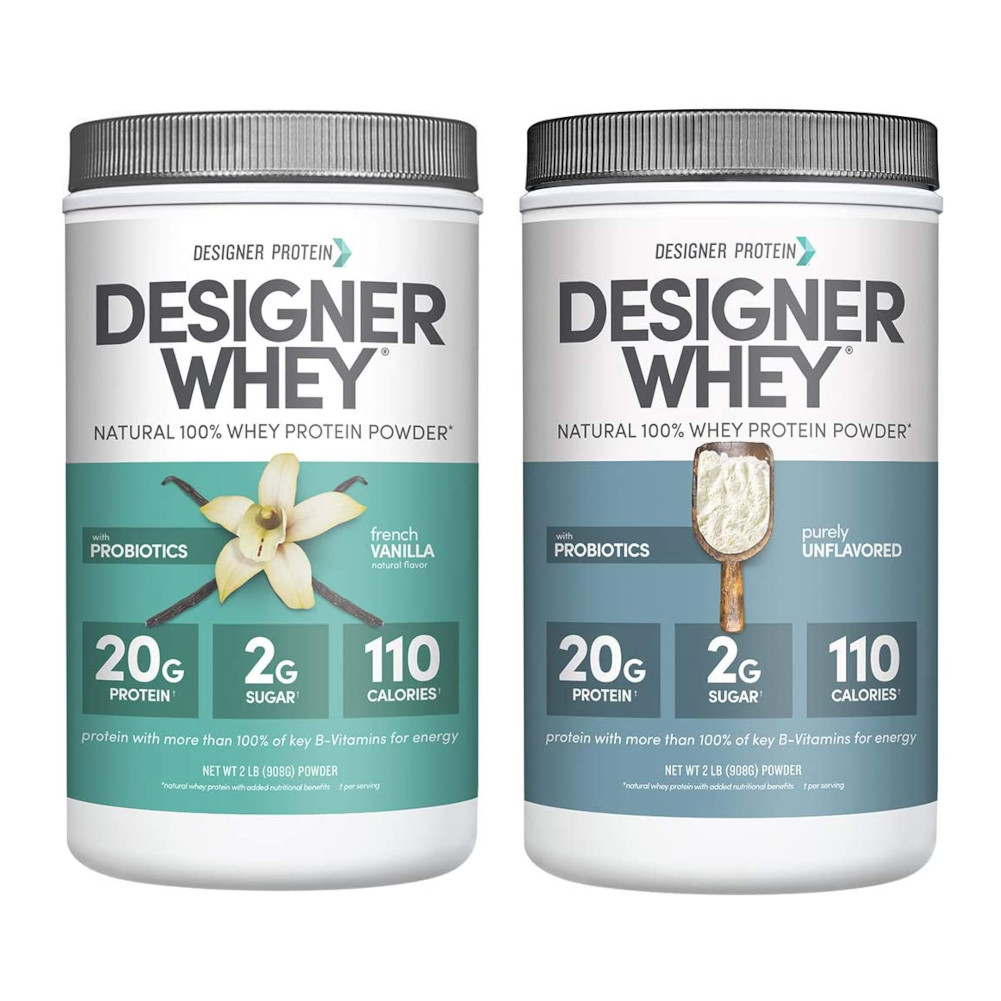 DESIGNER PROTEIN
DESIGNER
WHEY®
NATURAL 100% WHEY PROTEIN POWDER*
with
PROBIOTICS
french
VANILLA
natural flavor
20G
PROTEIN†
2G
SUGAR†
110
CALORIES†
protein with more than 100% of key B-Vitamins for energy
NET WT 2 LB (908G) POWDER
*natural whey protein with added nutritional benefits † per serving
DESIGNER PROTEIN
DESIGNER
WHEY®
NATURAL 100% WHEY PROTEIN POWDER*
with
PROBIOTICS
purely
UNFLAVORED
20G
PROTEIN†
2G
SUGAR†
110
CALORIES†
protein with more than 100% of key B-Vitamins for energy
NET WT 2 LB (908G) POWDER
*natural whey protein with added nutritional benefits † per serving